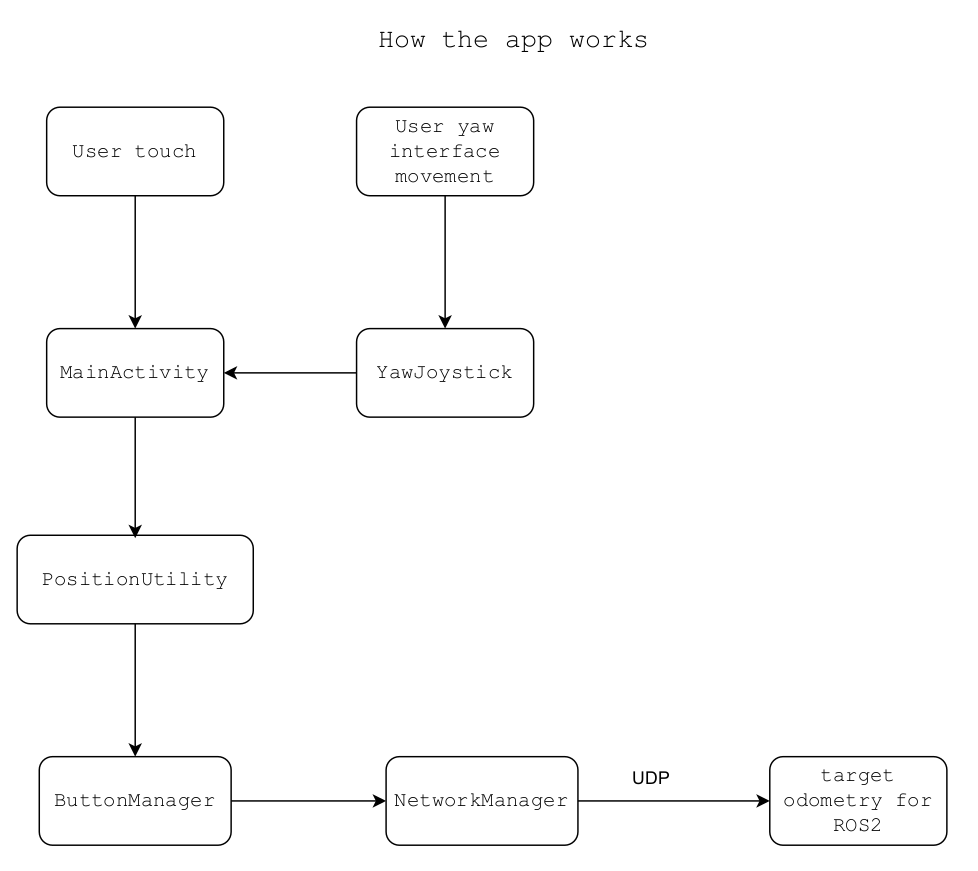 How the app works
User touch
User yaw
interface
movement
MainActivity
YawJoystick
PositionUtility
ButtonManager
NetworkManager
UDP
target
odometry for
ROS2